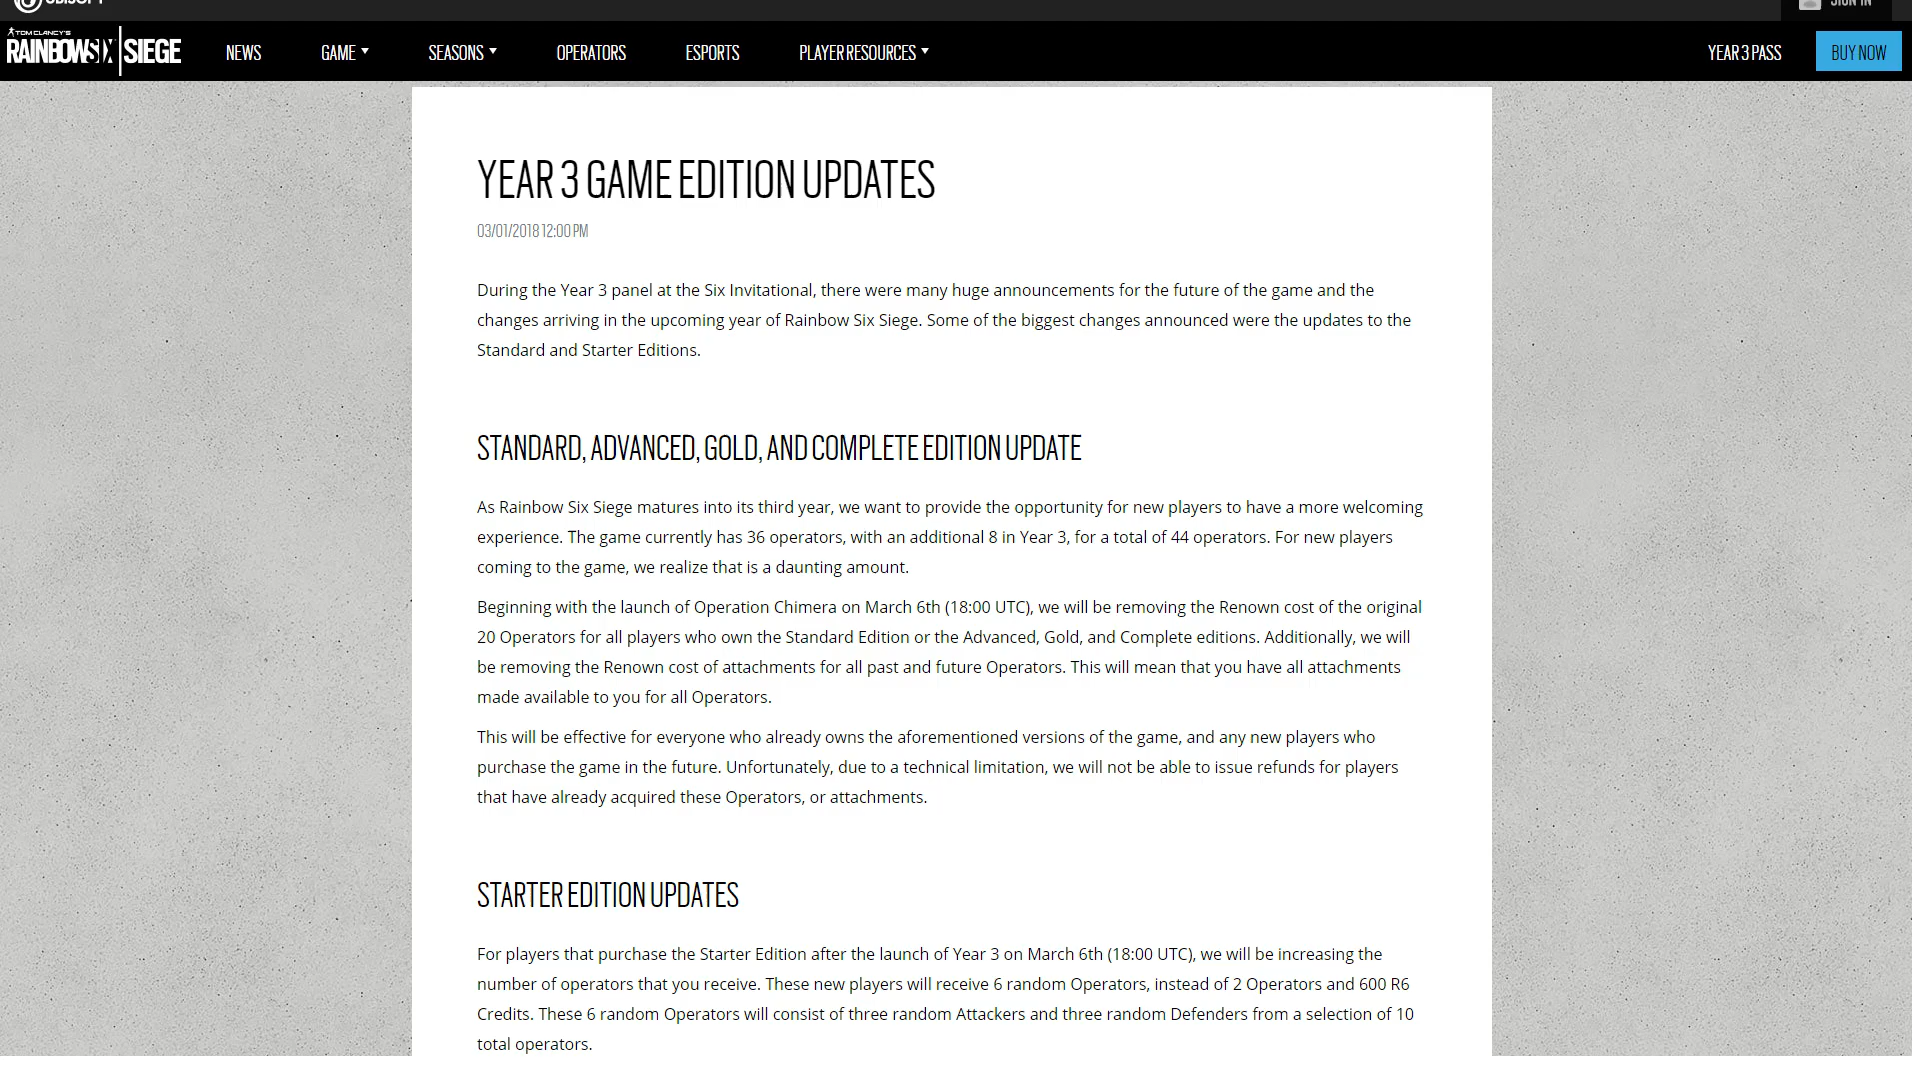 UBISOFT
SIGN IN
TOM CLANCY'S
RAINBOW SIX SIEGE
NEWS
GAME
SEASONS
OPERATORS
ESPORTS
PLAYER RESOURCES
YEAR 3 PASS
BUY NOW
YEAR 3 GAME EDITION UPDATES
03/01/2018 12:00 PM
During the Year 3 panel at the Six Invitational, there were many huge announcements for the future of the game and the
changes arriving in the upcoming year of Rainbow Six Siege. Some of the biggest changes announced were the updates to the
Standard and Starter Editions.
STANDARD, ADVANCED, GOLD, AND COMPLETE EDITION UPDATE
As Rainbow Six Siege matures into its third year, we want to provide the opportunity for new players to have a more welcoming
experience. The game currently has 36 operators, with an additional 8 in Year 3, for a total of 44 operators. For new players
coming to the game, we realize that is a daunting amount.
Beginning with the launch of Operation Chimera on March 6th (18:00 UTC), we will be removing the Renown cost of the original
20 Operators for all players who own the Standard Edition or the Advanced, Gold, and Complete editions. Additionally, we will
be removing the Renown cost of attachments for all past and future Operators. This will mean that you have all attachments
made available to you for all Operators.
This will be effective for everyone who already owns the aforementioned versions of the game, and any new players who
purchase the game in the future. Unfortunately, due to a technical limitation, we will not be able to issue refunds for players
that have already acquired these Operators, or attachments.
STARTER EDITION UPDATES
For players that purchase the Starter Edition after the launch of Year 3 on March 6th (18:00 UTC), we will be increasing the
number of operators that you receive. These new players will receive 6 random Operators, instead of 2 Operators and 600 R6
Credits. These 6 random Operators will consist of three random Attackers and three random Defenders from a selection of 10
total operators.